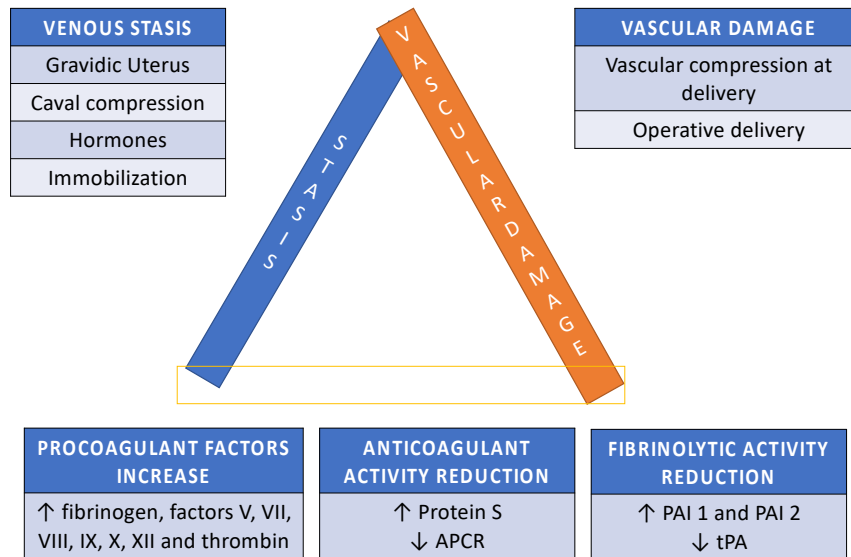 VENOUS STASIS
Gravidic Uterus
Caval compression
Hormones
Immobilization
STASIS
VASCULAR DAMAGE
VASCULAR DAMAGE
Vascular compression at
delivery
Operative delivery
PROCOAGULANT FACTORS
INCREASE
↑ fibrinogen, factors V, VII,
VIII, IX, X, XII and thrombin
ANTICOAGULANT
ACTIVITY REDUCTION
↑ Protein S
↓ APCR
FIBRINOLYTIC ACTIVITY
REDUCTION
↑ PAI 1 and PAI 2
↓ tPA